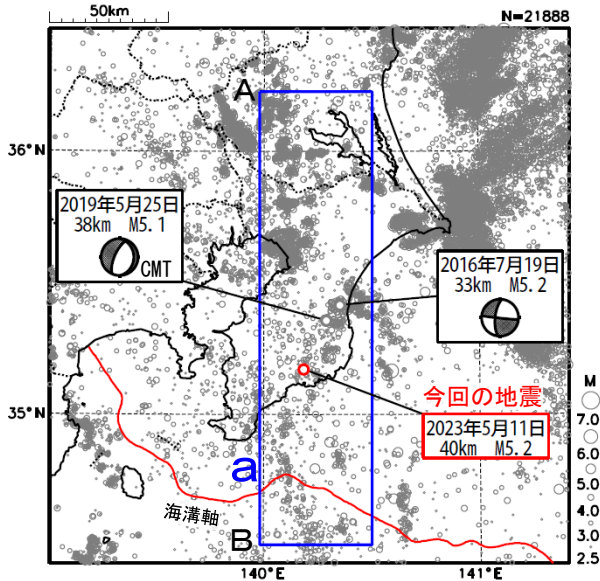 50km
N=21888
A
36°N
2019年5月25日
38km M5.1
CMT
2016年7月19日
33km M5.2
今回の地震
2023年5月11日
40km M5.2
35°N
a
海溝軸
B
140°E
141°E
M
7.0
6.0
5.0
4.0
3.0
2.5